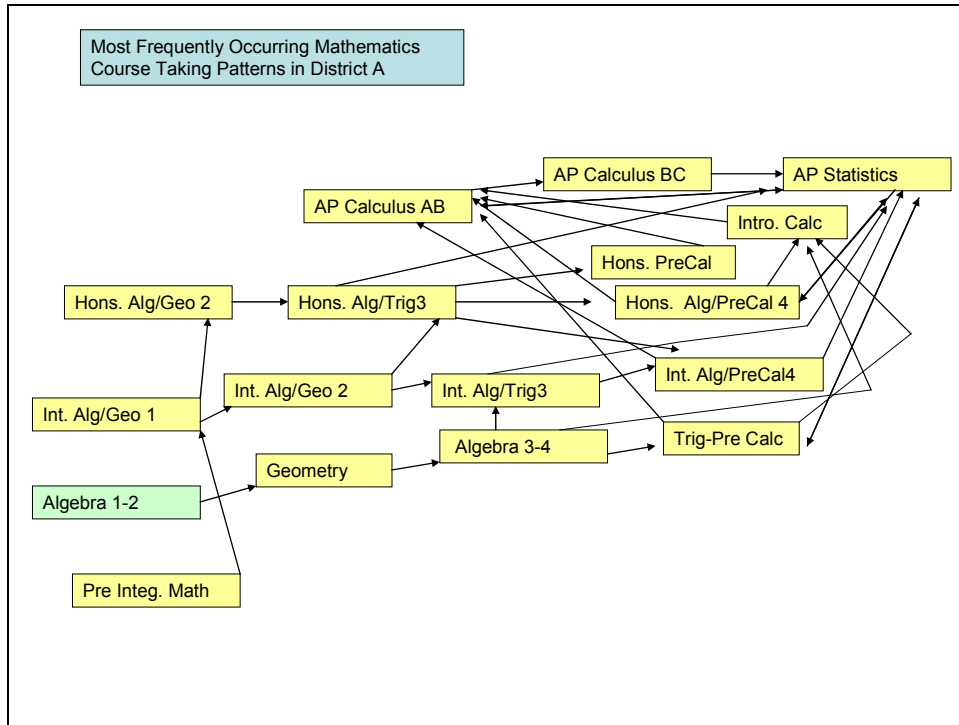 Most Frequently Occurring Mathematics
Course Taking Patterns in District A
AP Calculus BC
AP Statistics
AP Calculus AB
Intro. Calc
Hons. PreCal
Hons. Alg/Geo 2
Hons. Alg/Trig3
Hons. Alg/PreCal 4
Int. Alg/PreCal4
Int. Alg/Geo 2
Int. Alg/Trig3
Int. Alg/Geo 1
Trig-Pre Calc
Algebra 3-4
Geometry
Algebra 1-2
Pre Integ. Math